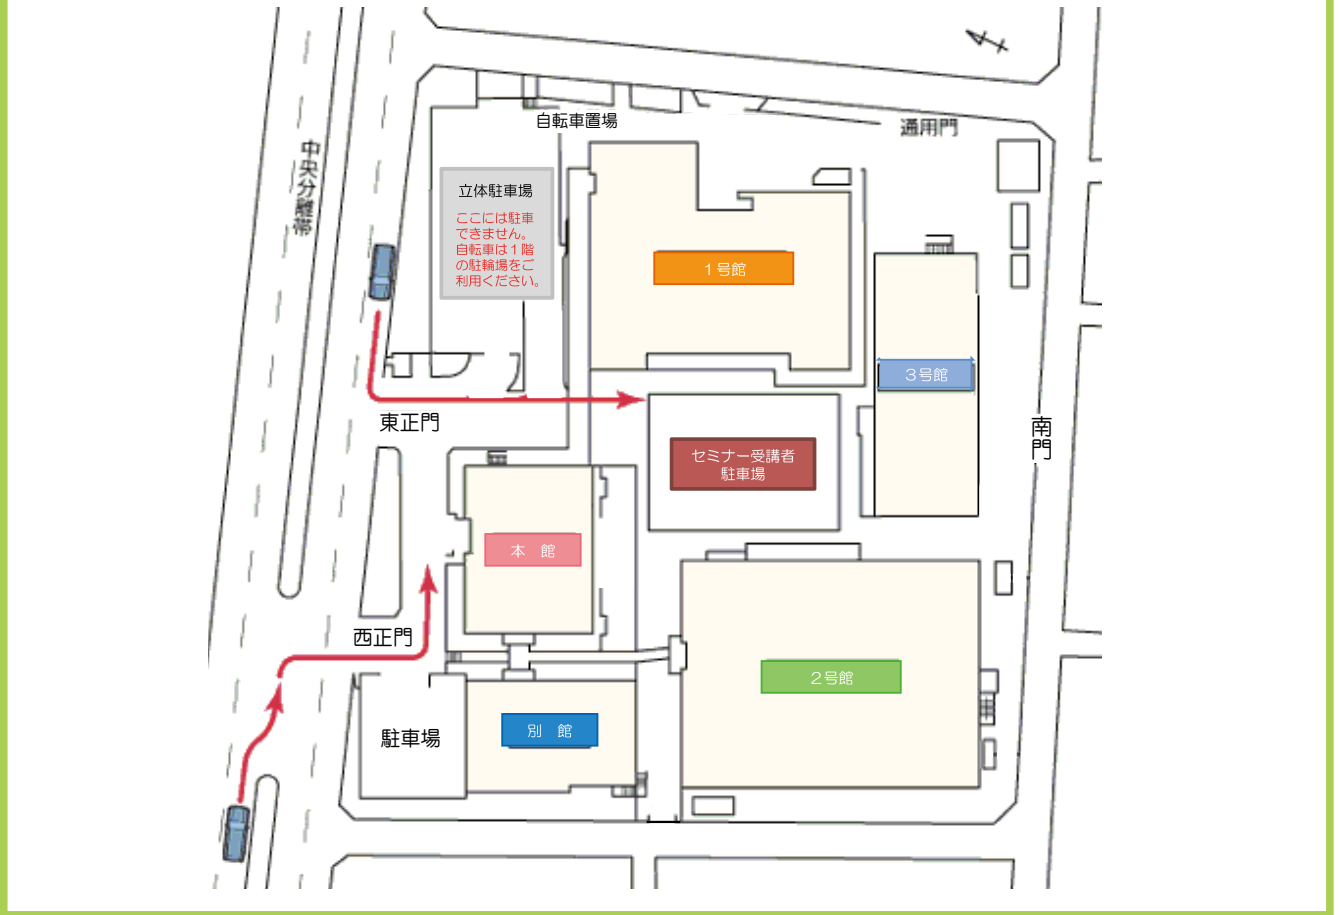 自転車置場
通用門
中央分離帯
立体駐車場
ここには駐車
できません。
自転車は１階
の駐輪場をご
利用ください。
１号館
３号館
東正門
南門
セミナー受講者
駐車場
本　館
西正門
２号館
別　館
駐車場